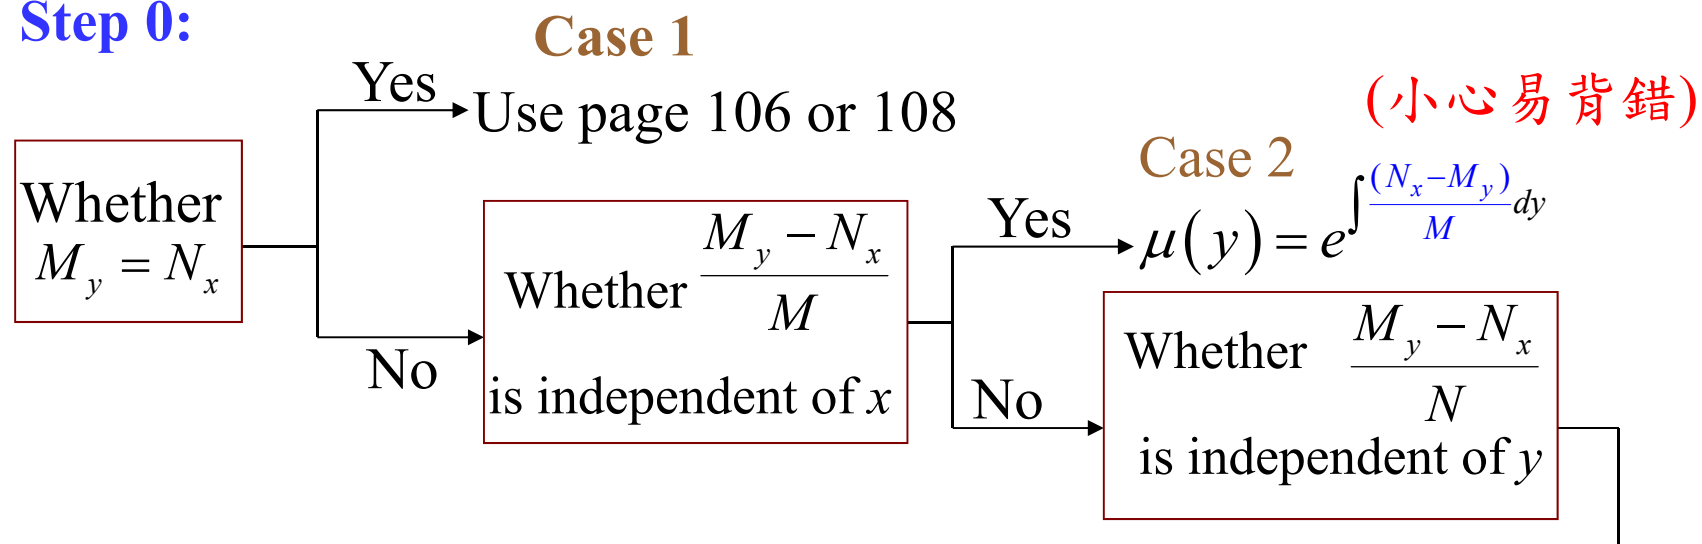 Step 0:
Case 1
Yes
Use page 106 or 108
(小心易背錯)
Case 2
Whether
M_y = N_x
No
Whether (M_y − N_x)/M
is independent of x
Yes
μ(y) = e^{∫ (N_x−M_y)/M dy}
No
Whether (M_y − N_x)/N
is independent of y